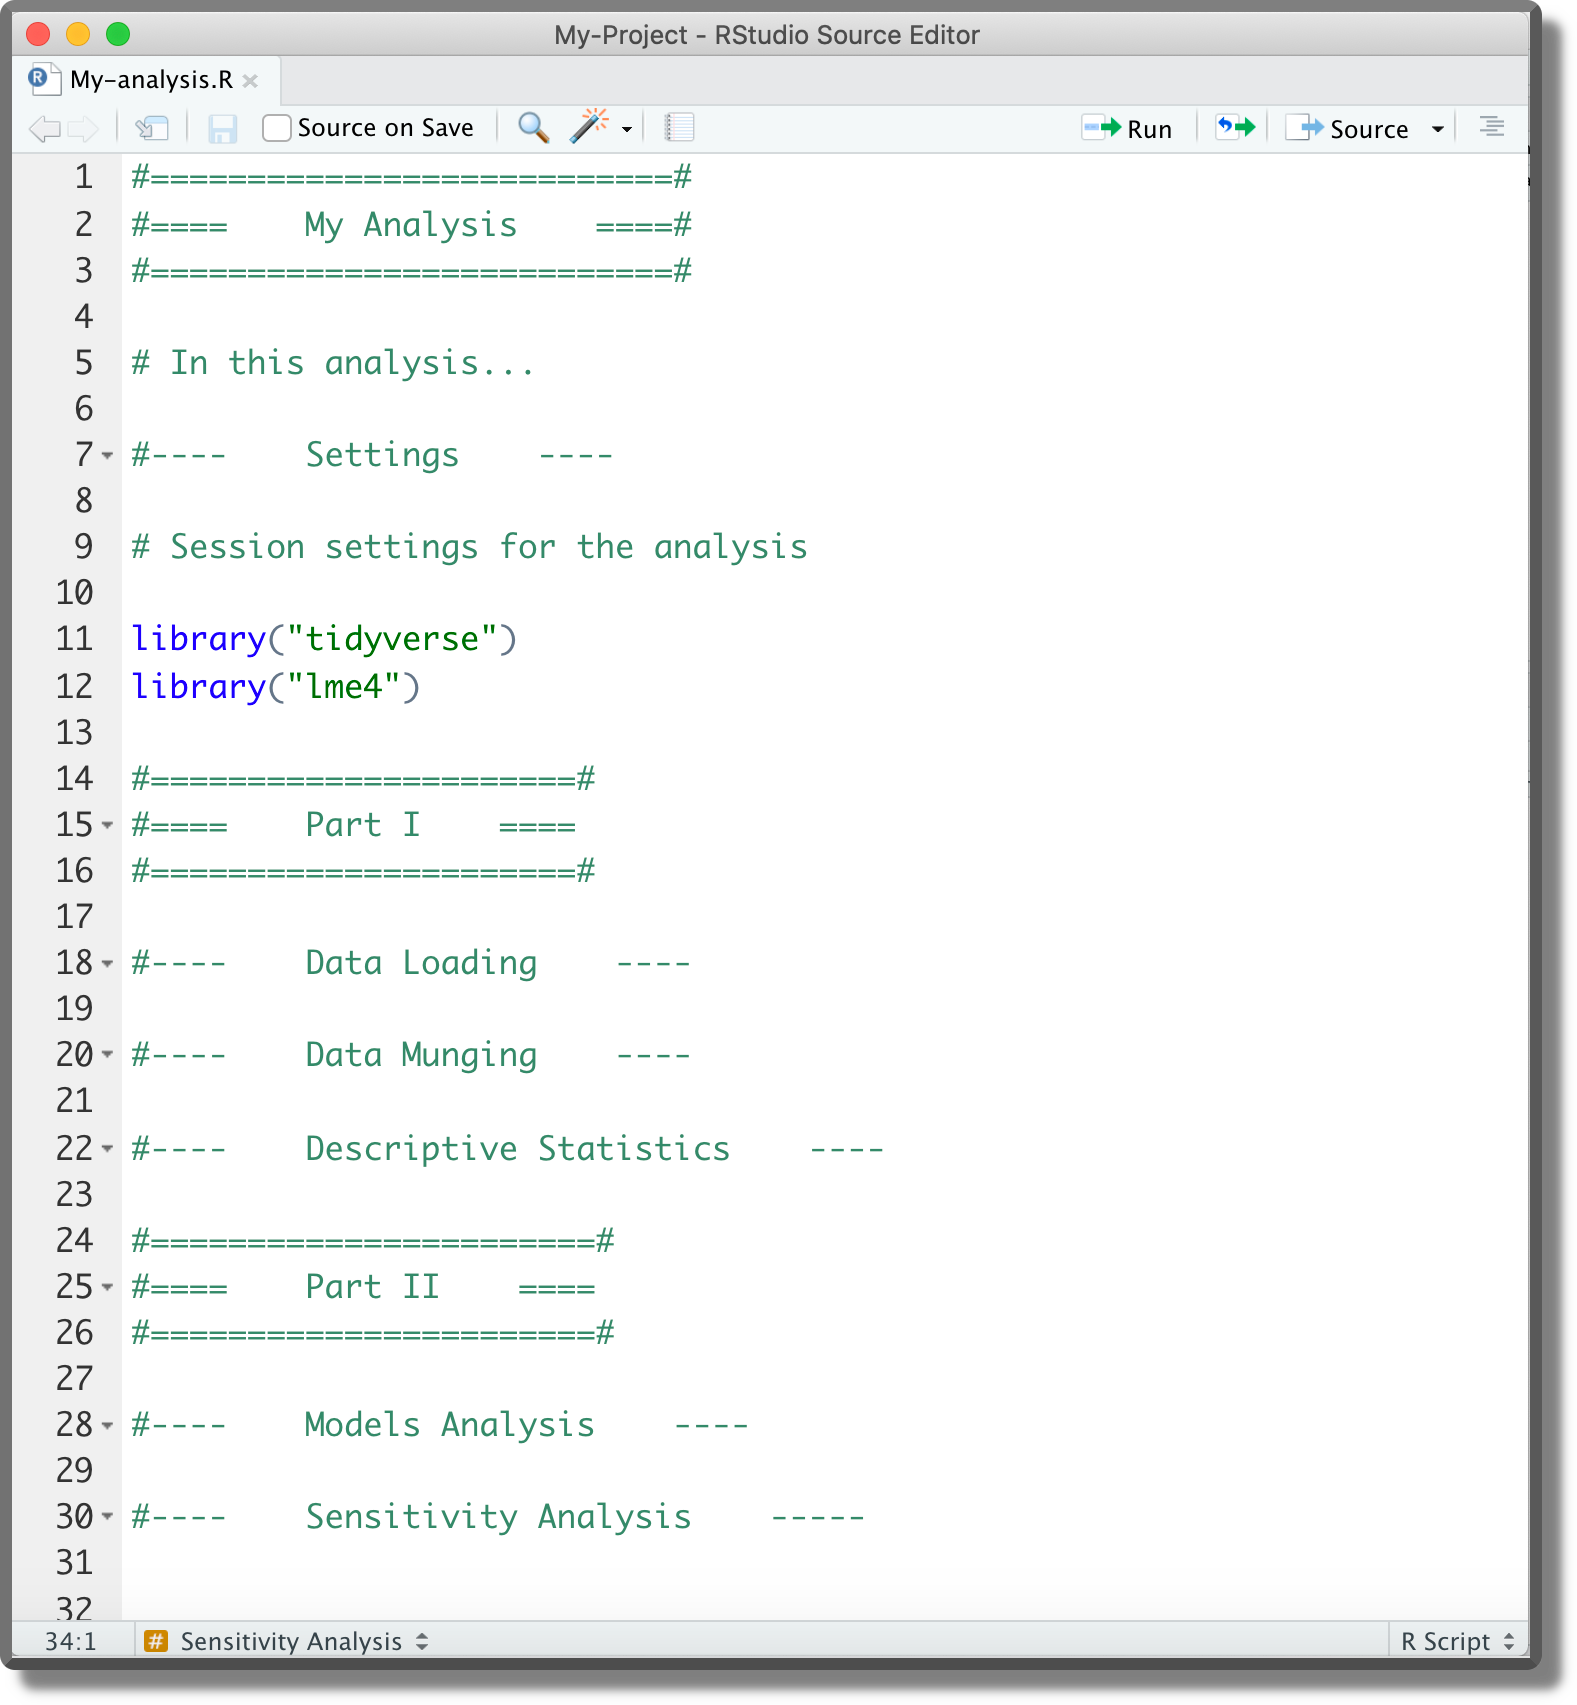 My-Project - RStudio Source Editor
My-analysis.R
Source on Save Run Source
1 #===========================#
2 #====    My Analysis    ====#
3 #===========================#
4
5 # In this analysis...
6
7 #----    Settings    ----
8
9 # Session settings for the analysis
10
11 library("tidyverse")
12 library("lme4")
13
14 #======================#
15 #====    Part I    ====
16 #======================#
17
18 #----    Data Loading    ----
19
20 #----    Data Munging    ----
21
22 #----    Descriptive Statistics    ----
23
24 #=======================#
25 #====    Part II    ====
26 #=======================#
27
28 #----    Models Analysis    ----
29
30 #----    Sensitivity Analysis    -----
31
32
34:1 # Sensitivity Analysis R Script